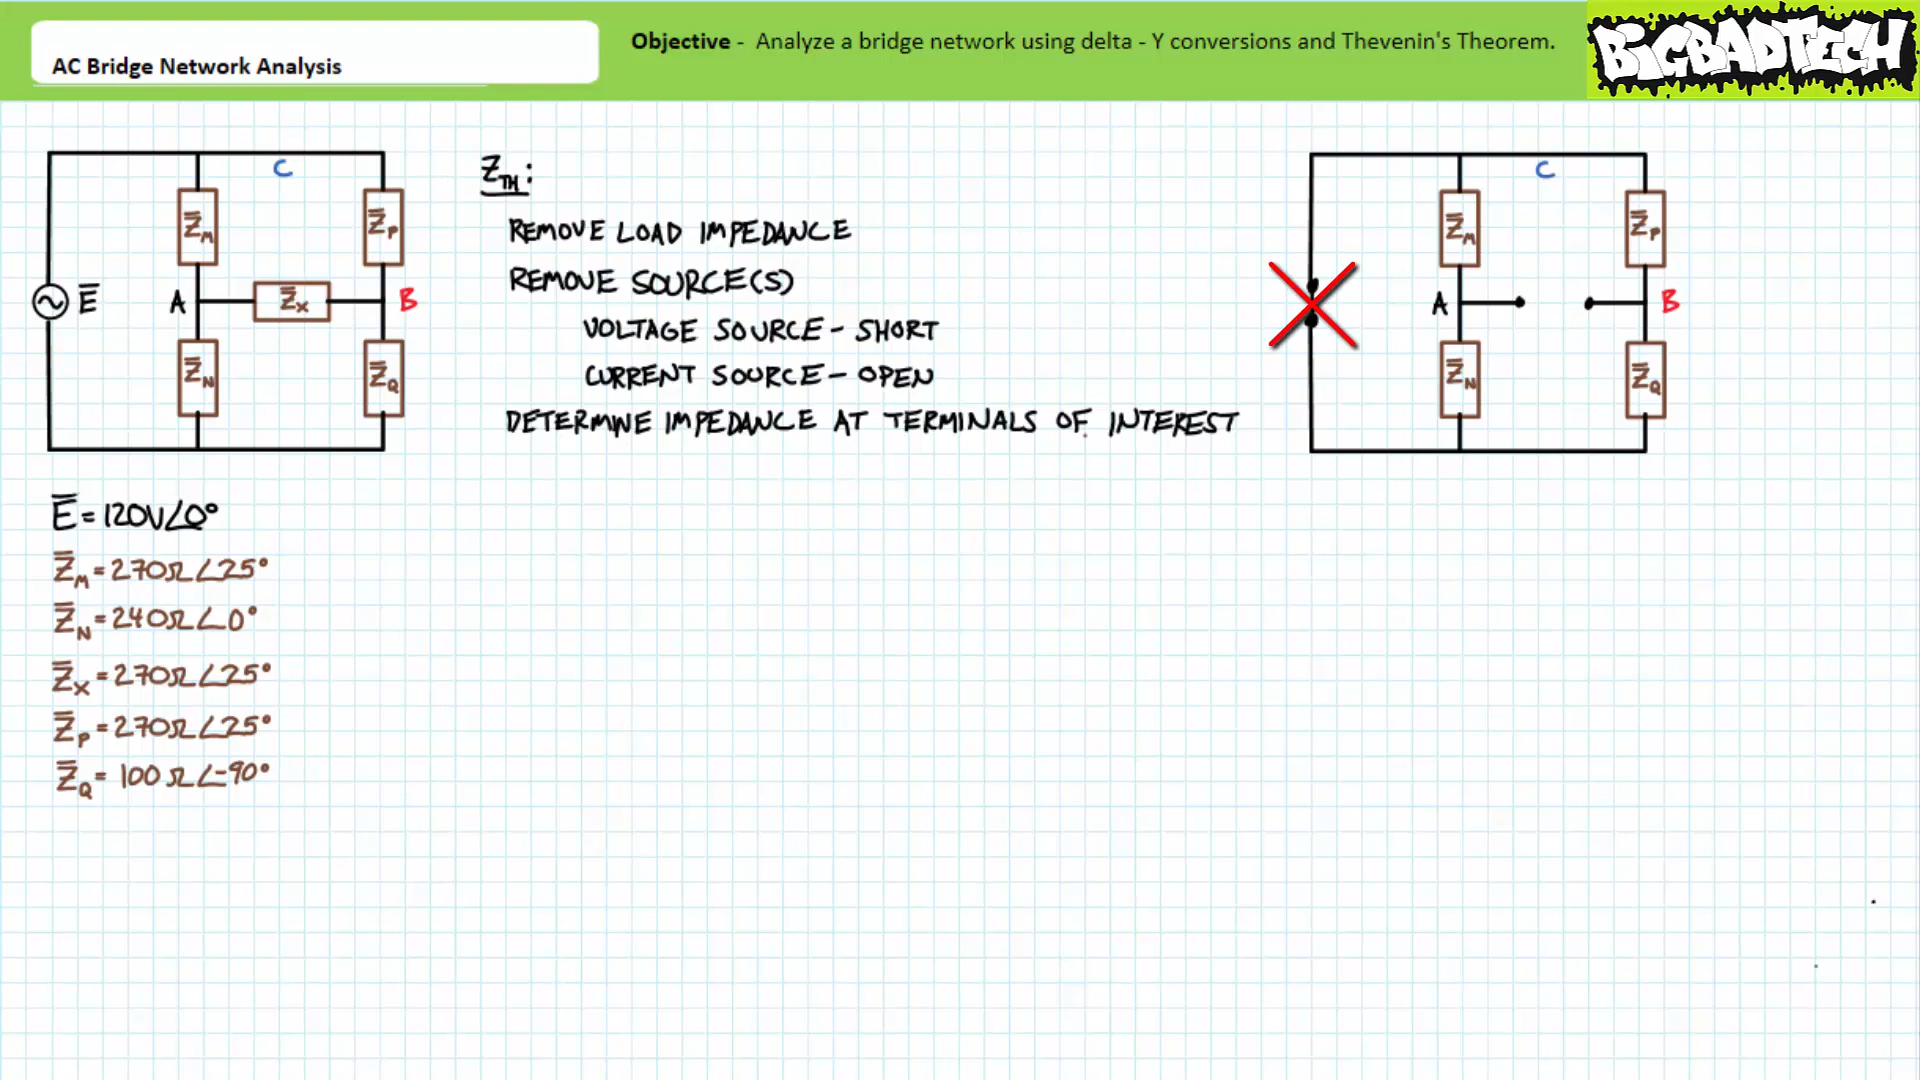 AC Bridge Network Analysis
Objective - Analyze a bridge network using delta - Y conversions and Thevenin's Theorem.
BIGBADTECH
C
Z̅M
Z̅P
E̅
A
Z̅X
B
Z̅N
Z̅Q
ZTH:
REMOVE LOAD IMPEDANCE
REMOVE SOURCE(S)
VOLTAGE SOURCE - SHORT
CURRENT SOURCE - OPEN
DETERMINE IMPEDANCE AT TERMINALS OF INTEREST
C
Z̅M
Z̅P
A
B
Z̅N
Z̅Q
E̅ = 120V∠0°
Z̅M = 270Ω∠25°
Z̅N = 240Ω∠0°
Z̅X = 270Ω∠25°
Z̅P = 270Ω∠25°
Z̅Q = 100Ω∠-90°